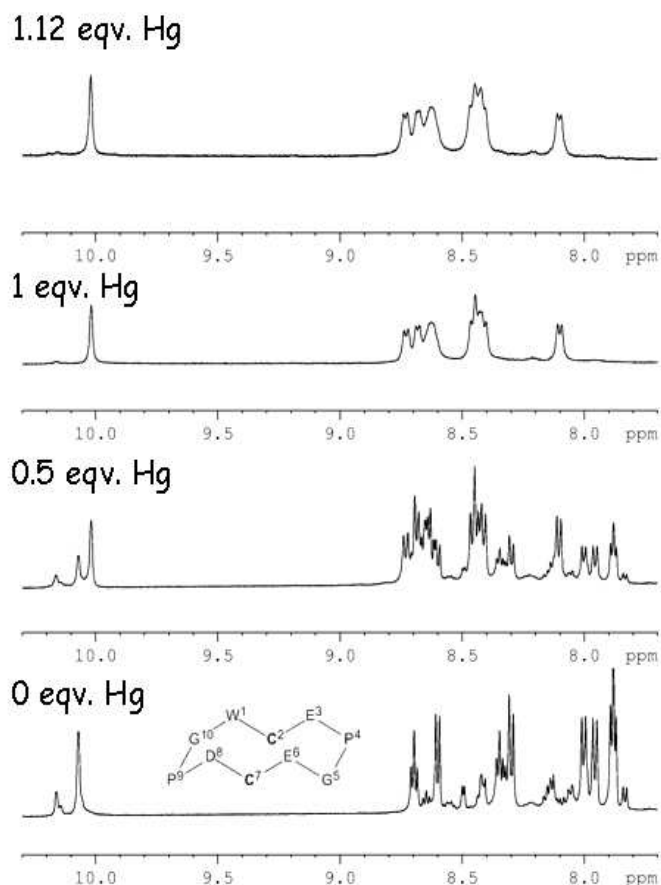 1.12 eqv. Hg
10.0 9.5 9.0 8.5 8.0 ppm
1 eqv. Hg
10.0 9.5 9.0 8.5 8.0 ppm
0.5 eqv. Hg
10.0 9.5 9.0 8.5 8.0 ppm
0 eqv. Hg
W1 E3
G10 C2 P4
D8 E6
P9 C7 G5
10.0 9.5 9.0 8.5 8.0 ppm